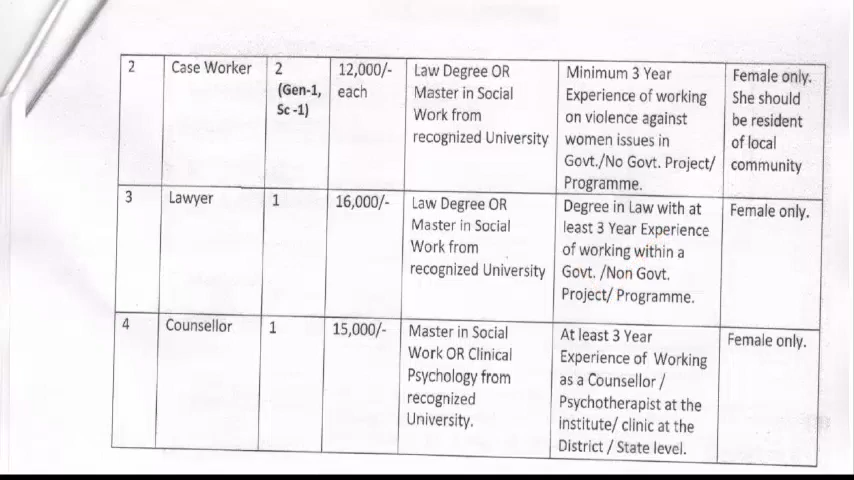 2
Case Worker
2
(Gen-1,
Sc -1)
12,000/-
each
Law Degree OR
Master in Social
Work from
recognized University
Minimum 3 Year
Experience of working
on violence against
women issues in
Govt./No Govt. Project/
Programme.
Female only.
She should
be resident
of local
community
3
Lawyer
1
16,000/-
Law Degree OR
Master in Social
Work from
recognized University
Degree in Law with at
least 3 Year Experience
of working within a
Govt. /Non Govt.
Project/ Programme.
Female only.
4
Counsellor
1
15,000/-
Master in Social
Work OR Clinical
Psychology from
recognized
University.
At least 3 Year
Experience of Working
as a Counsellor /
Psychotherapist at the
institute/ clinic at the
District / State level.
Female only.